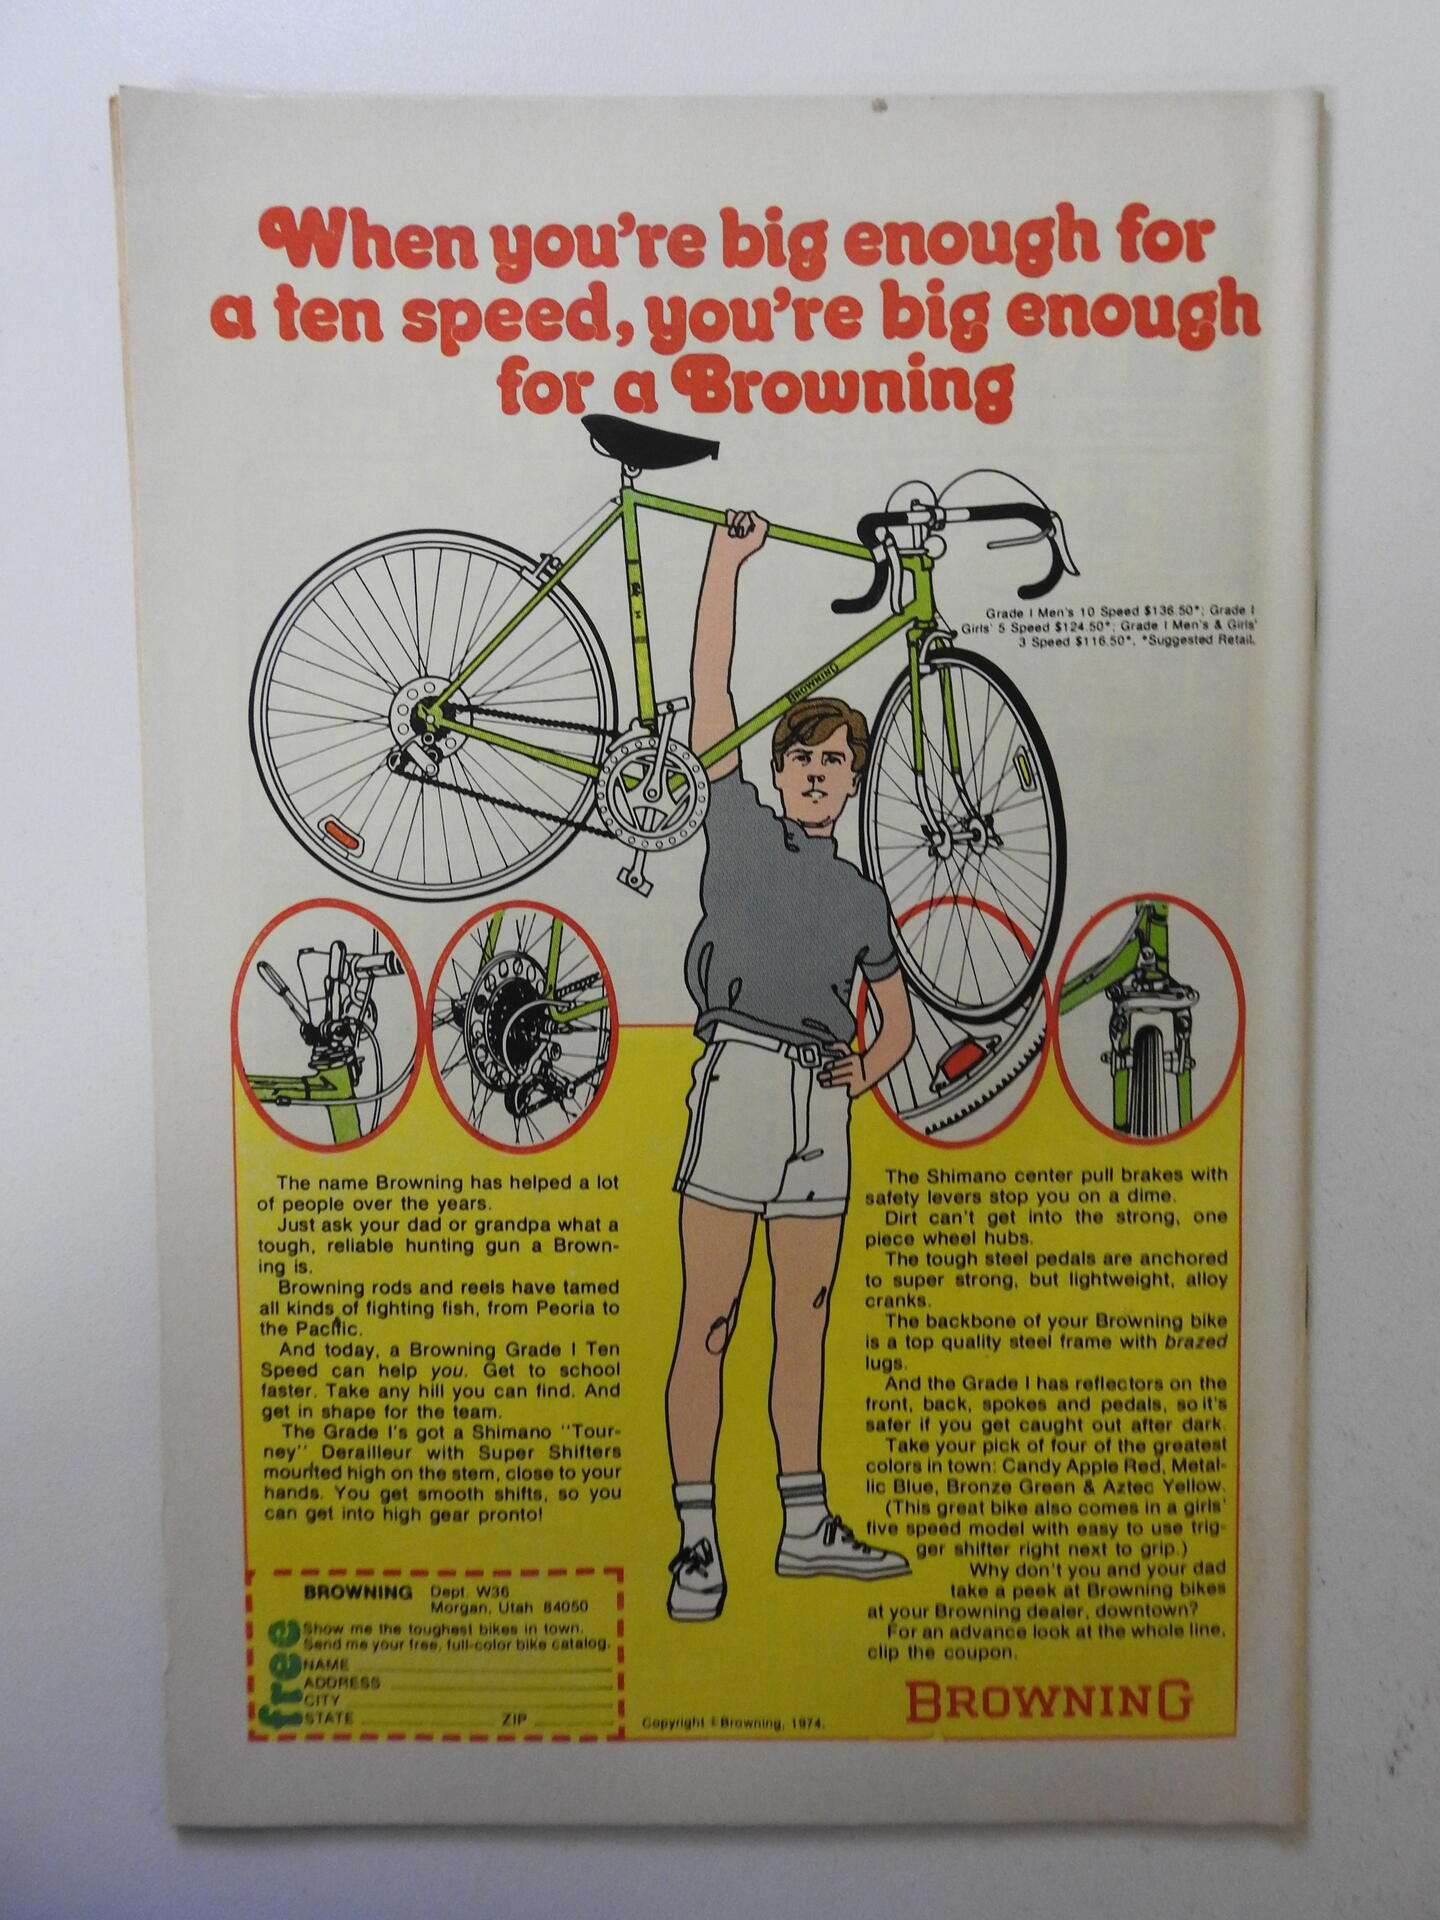 When you're big enough for
a ten speed, you're big enough
for a Browning
BROWNING
Grade I Men's 10 Speed $136.50*; Grade I
Girls' 5 Speed $124.50*; Grade I Men's & Girls'
3 Speed $116.50*. *Suggested Retail.
The name Browning has helped a lot
of people over the years.
Just ask your dad or grandpa what a
tough, reliable hunting gun a Brown-
ing is.
Browning rods and reels have tamed
all kinds of fighting fish, from Peoria to
the Pacific.
And today, a Browning Grade I Ten
Speed can help you. Get to school
faster. Take any hill you can find. And
get in shape for the team.
The Grade I's got a Shimano "Tour-
ney" Derailleur with Super Shifters
mounted high on the stem, close to your
hands. You get smooth shifts, so you
can get into high gear pronto!
The Shimano center pull brakes with
safety levers stop you on a dime.
Dirt can't get into the strong, one
piece wheel hubs.
The tough steel pedals are anchored
to super strong, but lightweight, alloy
cranks.
The backbone of your Browning bike
is a top quality steel frame with brazed
lugs.
And the Grade I has reflectors on the
front, back, spokes and pedals, so it's
safer if you get caught out after dark.
Take your pick of four of the greatest
colors in town: Candy Apple Red, Metal-
lic Blue, Bronze Green & Aztec Yellow.
(This great bike also comes in a girls'
five speed model with easy to use trig-
ger shifter right next to grip.)
Why don't you and your dad
take a peek at Browning bikes
at your Browning dealer, downtown?
For an advance look at the whole line,
clip the coupon.
BROWNING Dept. W36
Morgan, Utah 84050
free
Show me the toughest bikes in town.
Send me your free, full-color bike catalog.
NAME
ADDRESS
CITY
STATE ZIP
Copyright © Browning, 1974.
BROWNING